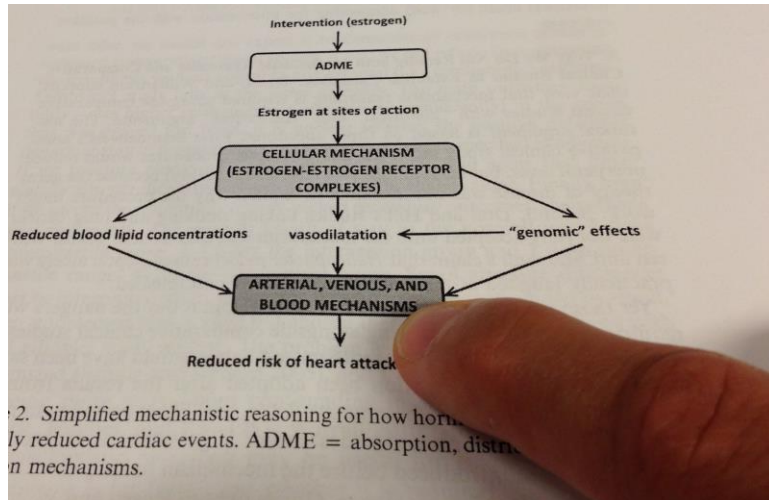 Intervention (estrogen)
ADME
Estrogen at sites of action
CELLULAR MECHANISM
(ESTROGEN-ESTROGEN RECEPTOR
COMPLEXES)
Reduced blood lipid concentrations vasodilatation "genomic" effects
ARTERIAL, VENOUS, AND
BLOOD MECHANISMS
Reduced risk of heart attack
2. Simplified mechanistic reasoning for how
ly reduced cardiac events. ADME = absorption,
n mechanisms.